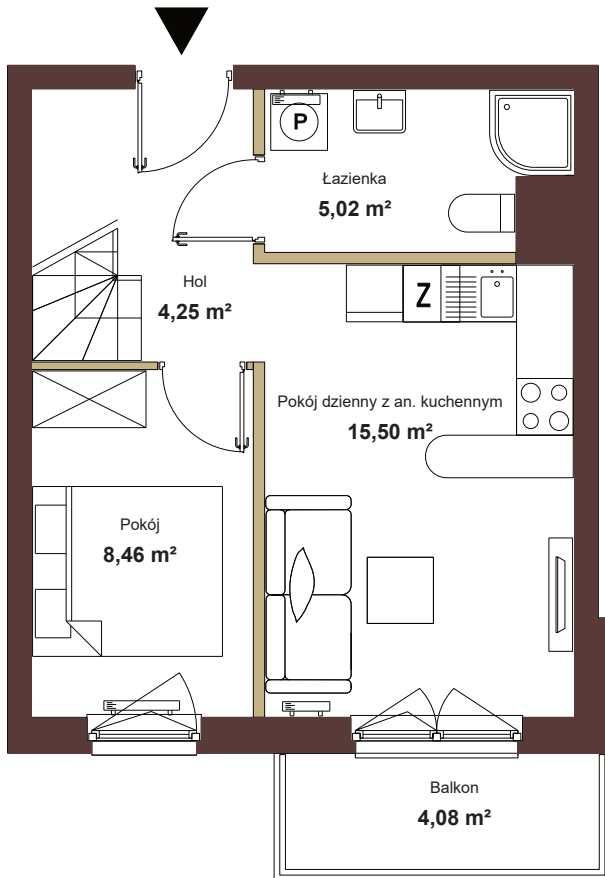 P
Łazienka
5,02 m²
Hol
4,25 m²
Z
Pokój dzienny z an. kuchennym
15,50 m²
Pokój
8,46 m²
Balkon
4,08 m²